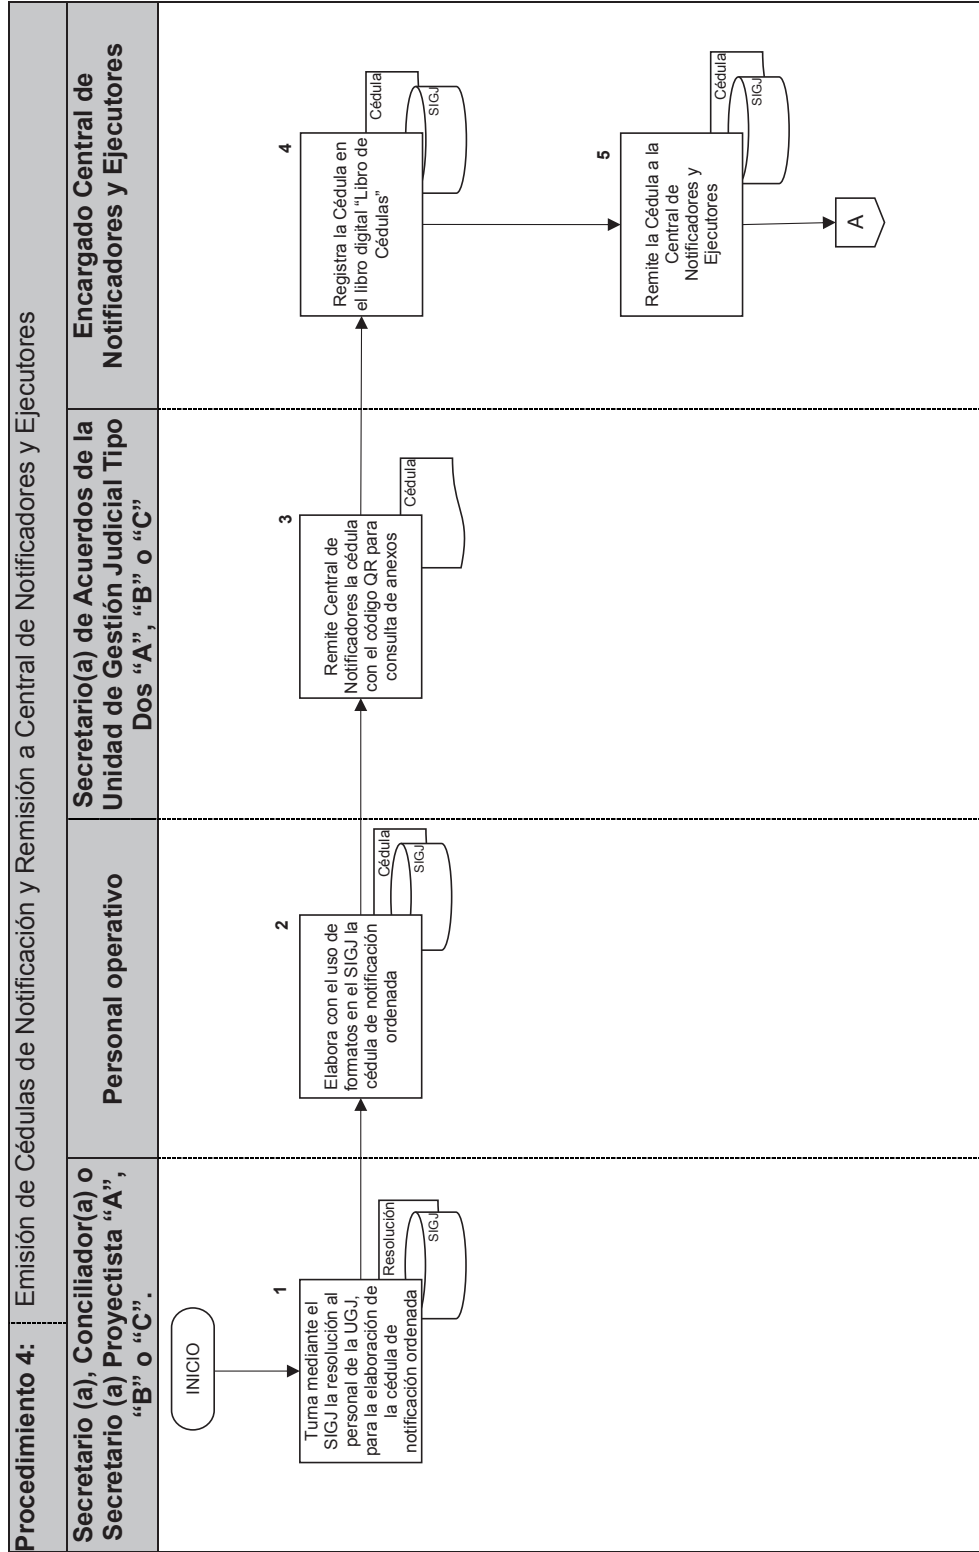 Procedimiento 4: Emisión de Cédulas de Notificación y Remisión a Central de Notificadores y Ejecutores
Secretario (a), Conciliador(a) o
Secretario (a) Proyectista “A”,
“B” o “C”.
Personal operativo
Secretario(a) de Acuerdos de la
Unidad de Gestión Judicial Tipo
Dos “A”, “B” o “C”
Encargado Central de
Notificadores y Ejecutores
INICIO
1
Turna mediante el
SIGJ la resolución al
personal de la UGJ,
para la elaboración de
la cédula de
notificación ordenada
Resolución
SIGJ
2
Elabora con el uso de
formatos en el SIGJ la
cédula de notificación
ordenada
Cédula
SIGJ
3
Remite Central de
Notificadores la cédula
con el código QR para
consulta de anexos
Cédula
4
Registra la Cédula en
el libro digital “Libro de
Cédulas”
Cédula
SIGJ
5
Remite la Cédula a la
Central de
Notificadores y
Ejecutores
Cédula
SIGJ
A